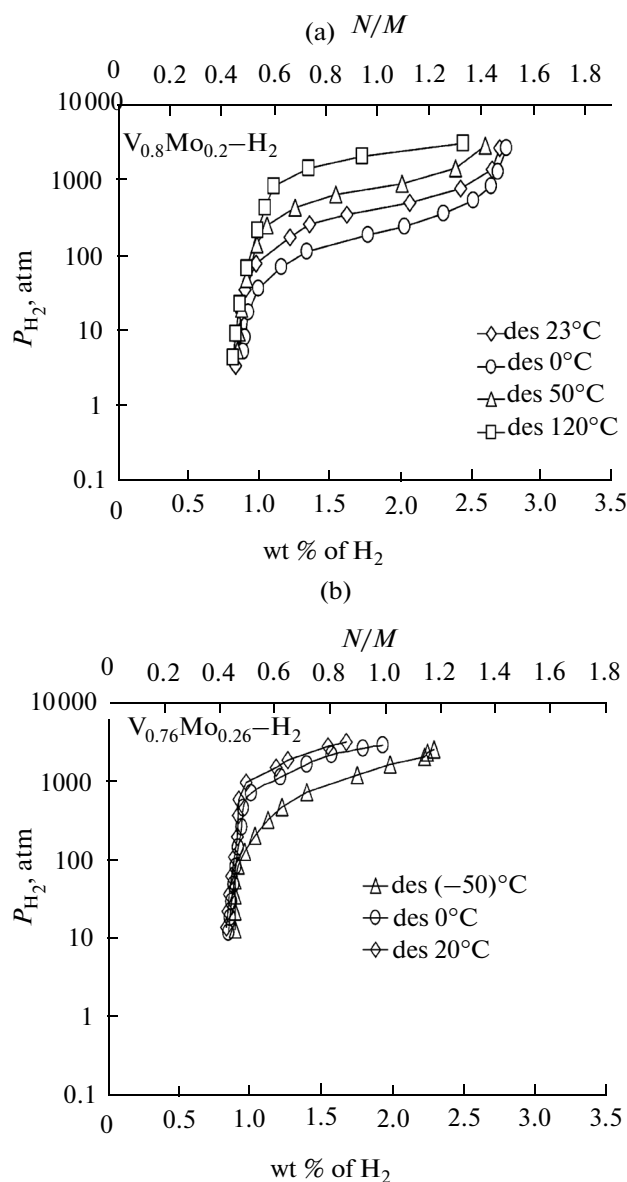 (a) N/M
0 0.2 0.4 0.6 0.8 1.0 1.2 1.4 1.6 1.8
10000
V0.8Mo0.2–H2
1000
100
10
1
0.1
PH2, atm
des 23°C
des 0°C
des 50°C
des 120°C
0 1.0 1.0 1.5 2.0 2.5 3.0 3.5
wt % of H2
(b)
N/M
0 0.2 0.4 0.6 0.8 1.0 1.2 1.4 1.6 1.8
10000
V0.76Mo0.26–H2
1000
100
10
1
0.1
PH2, atm
des (–50)°C
des 0°C
des 20°C
0 0.5 1.0 1.5 2.0 2.5 3.0 3.5
wt % of H2